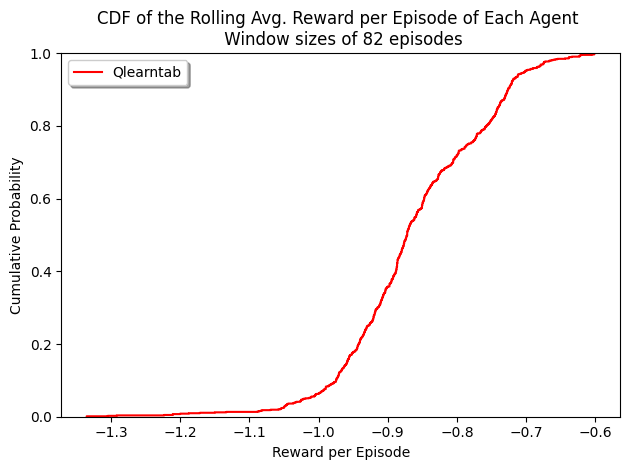 CDF of the Rolling Avg. Reward per Episode of Each Agent
Window sizes of 82 episodes
Qlearntab
Cumulative Probability
1.0
0.8
0.6
0.4
0.2
0.0
−1.3 −1.2 −1.1 −1.0 −0.9 −0.8 −0.7 −0.6
Reward per Episode